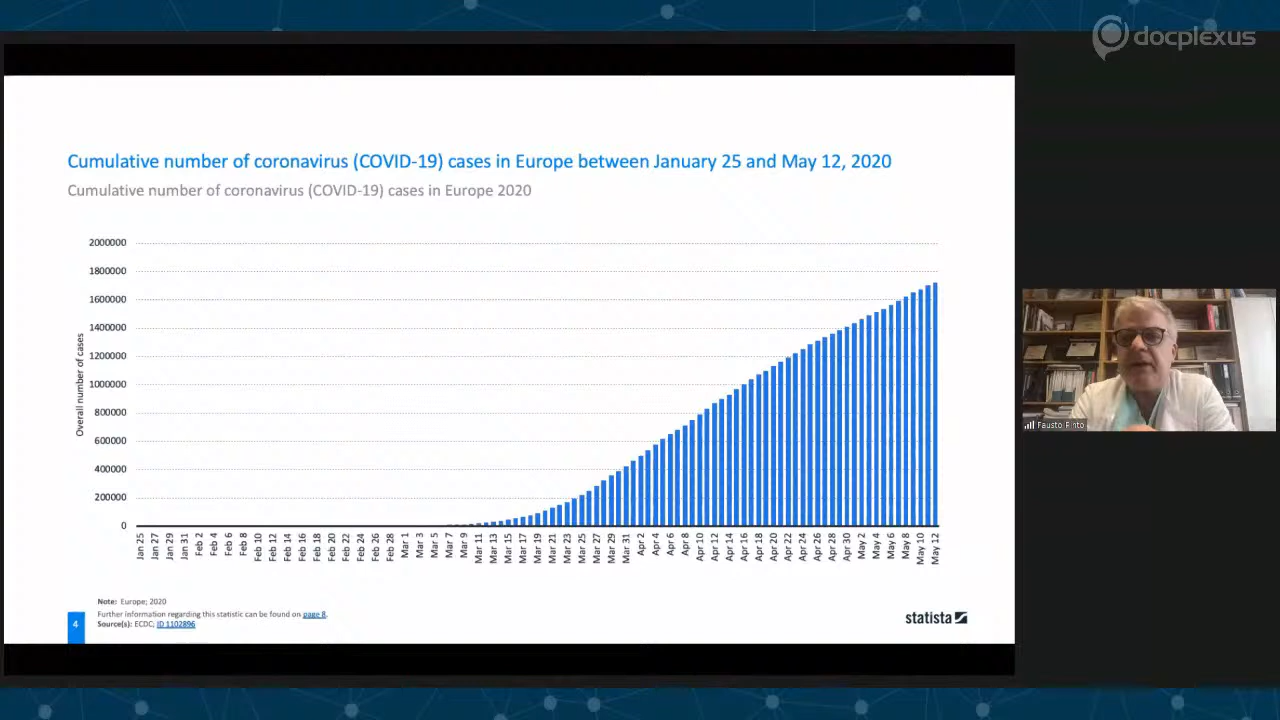 docplexus
Cumulative number of coronavirus (COVID-19) cases in Europe between January 25 and May 12, 2020
Cumulative number of coronavirus (COVID-19) cases in Europe 2020
Overall number of cases
2000000
1800000
1600000
1400000
1200000
1000000
800000
600000
400000
200000
0
Jan 25 Jan 27 Jan 29 Jan 31 Feb 2 Feb 4 Feb 6 Feb 8 Feb 10 Feb 12 Feb 14 Feb 16 Feb 18 Feb 20 Feb 22 Feb 24 Feb 26 Feb 28 Mar 1 Mar 3 Mar 5 Mar 7 Mar 9 Mar 11 Mar 13 Mar 15 Mar 17 Mar 19 Mar 21 Mar 23 Mar 25 Mar 27 Mar 29 Mar 31 Apr 2 Apr 4 Apr 6 Apr 8 Apr 10 Apr 12 Apr 14 Apr 16 Apr 18 Apr 20 Apr 22 Apr 24 Apr 26 Apr 28 Apr 30 May 2 May 4 May 6 May 8 May 10 May 12
Note: Europe; 2020
Further information regarding this statistic can be found on page 8.
Source(s): ECDC; ID 1102896
4
statista
Fausto Pinto